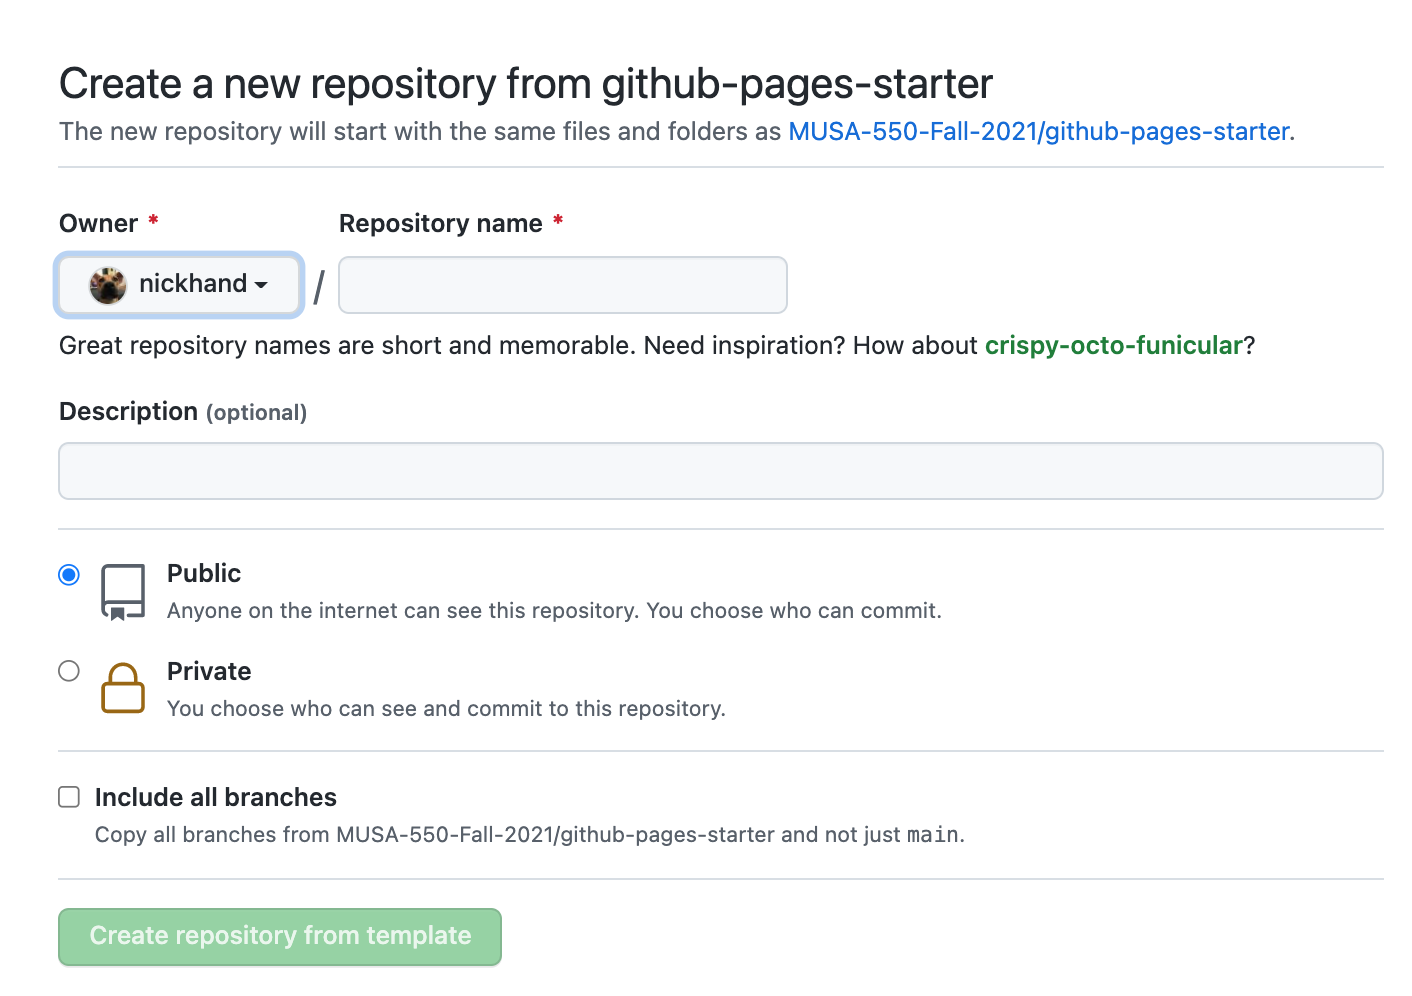 Create a new repository from github-pages-starter
The new repository will start with the same files and folders as MUSA-550-Fall-2021/github-pages-starter.
Owner * Repository name *
nickhand /
Great repository names are short and memorable. Need inspiration? How about crispy-octo-funicular?
Description (optional)
Public
Anyone on the internet can see this repository. You choose who can commit.
Private
You choose who can see and commit to this repository.
Include all branches
Copy all branches from MUSA-550-Fall-2021/github-pages-starter and not just main.
Create repository from template